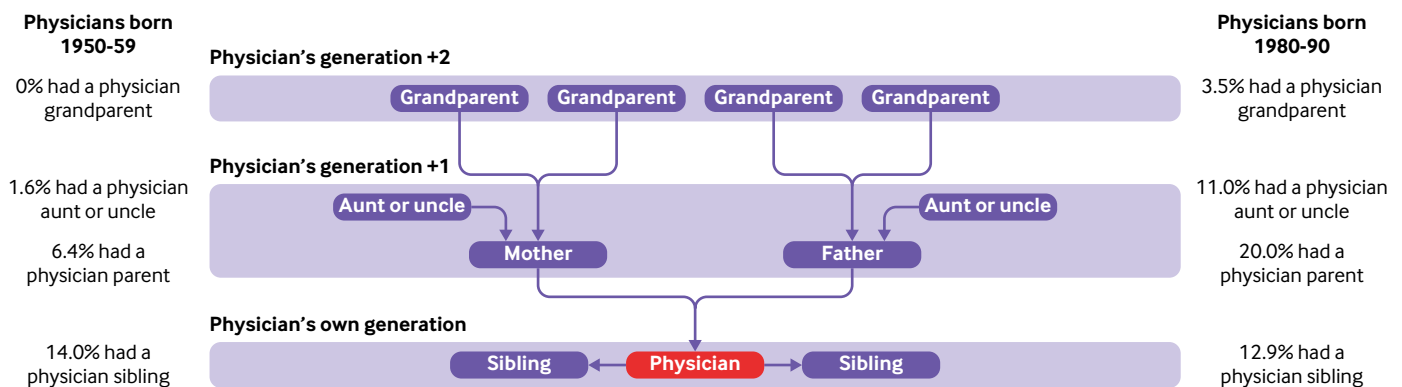 Physicians born
1950-59
0% had a physician
grandparent
1.6% had a physician
aunt or uncle
6.4% had a
physician parent
14.0% had a
physician sibling
Physician's generation +2
Grandparent
Grandparent
Grandparent
Grandparent
Physician's generation +1
Aunt or uncle
Aunt or uncle
Mother
Father
Physician's own generation
Sibling
Physician
Sibling
Physicians born
1980-90
3.5% had a physician
grandparent
11.0% had a physician
aunt or uncle
20.0% had a
physician parent
12.9% had a
physician sibling